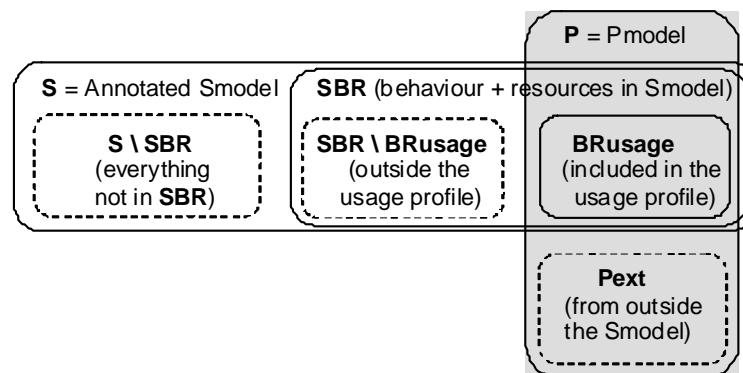 P = Pmodel
S = Annotated Smodel
SBR (behaviour + resources in Smodel)
S \ SBR
(everything
not in SBR)
SBR \ BRusage
(outside the
usage profile)
BRusage
(included in the
usage profile)
Pext
(from outside
the Smodel)